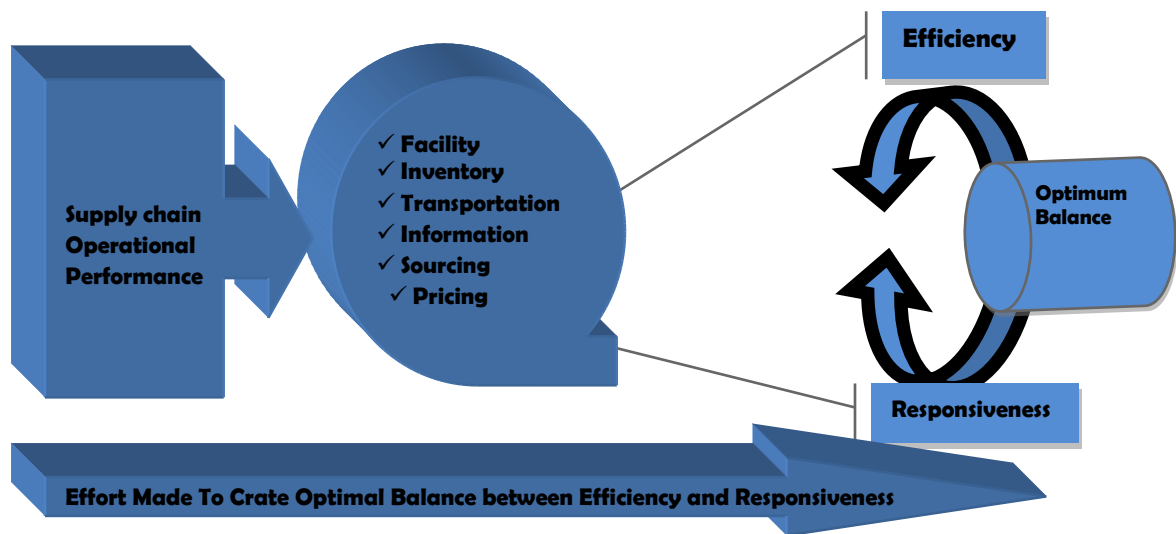 Efficiency
✓ Facility
✓ Inventory
✓ Transportation
✓ Information
✓ Sourcing
✓ Pricing
Supply chain
Operational
Performance
Optimum
Balance
Responsiveness
Effort Made To Crate Optimal Balance between Efficiency and Responsiveness